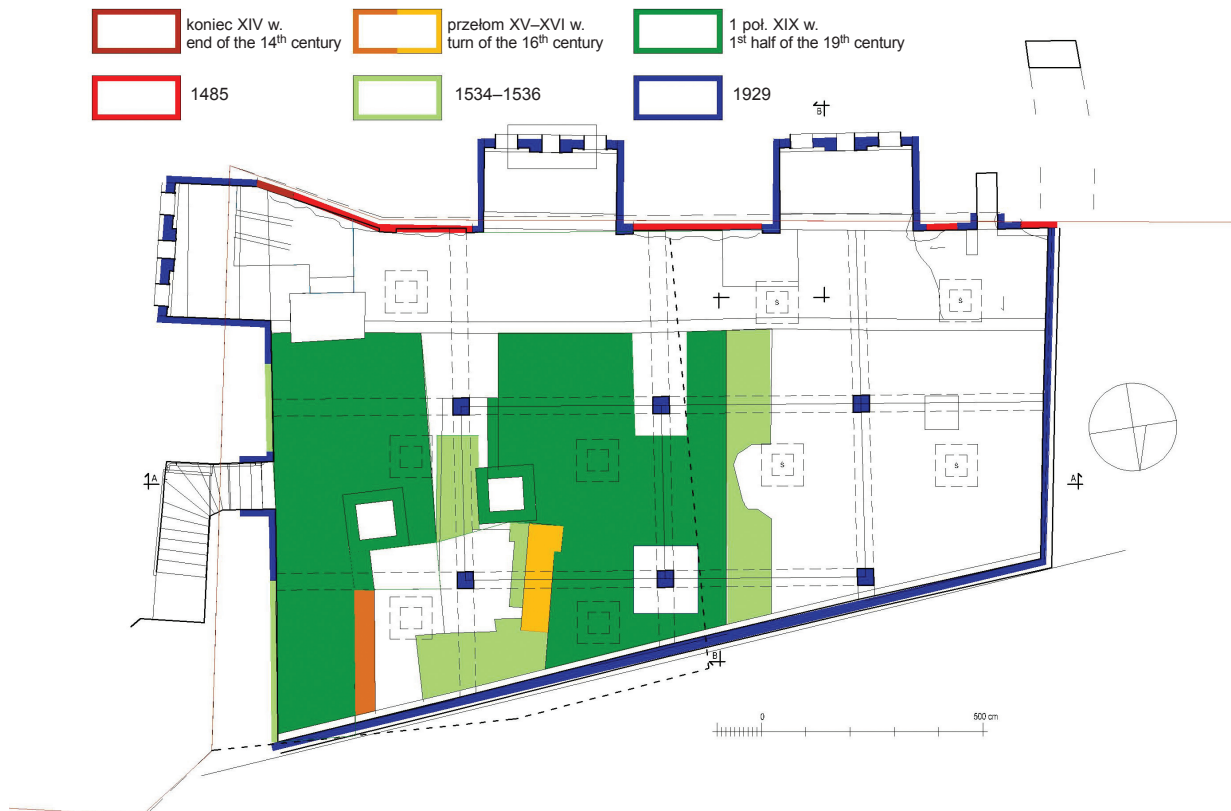 koniec XIV w.
end of the 14th century
przełom XV–XVI w.
turn of the 16th century
1 poł. XIX w.
1st half of the 19th century
1485
1534–1536
1929
B
S
S
A
S
S
A
B
0
500 cm